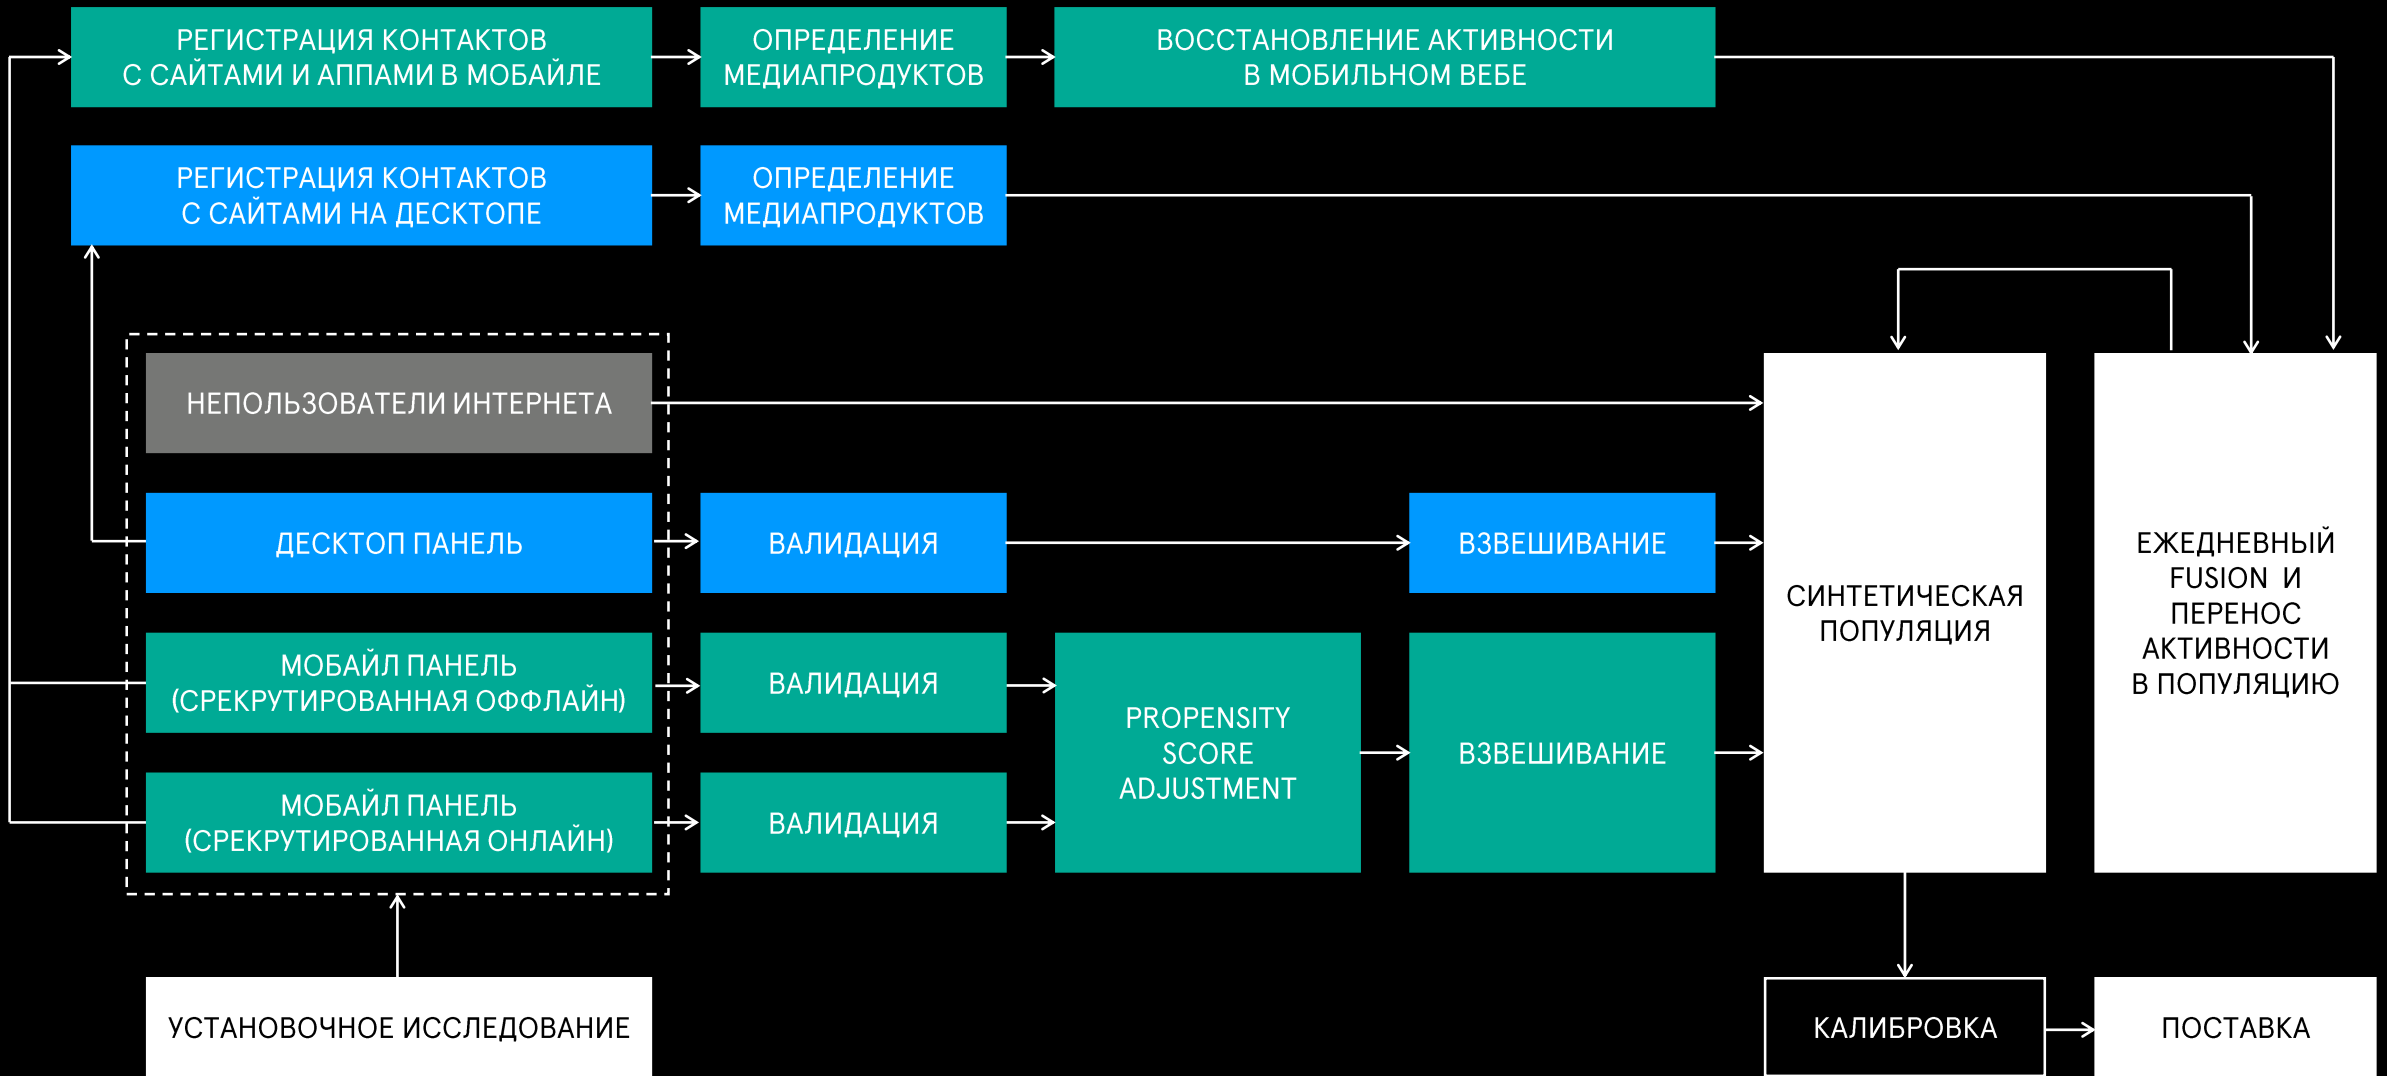 РЕГИСТРАЦИЯ КОНТАКТОВ
С САЙТАМИ И АППАМИ В МОБАЙЛЕ
ОПРЕДЕЛЕНИЕ
МЕДИАПРОДУКТОВ
ВОССТАНОВЛЕНИЕ АКТИВНОСТИ
В МОБИЛЬНОМ ВЕБЕ
РЕГИСТРАЦИЯ КОНТАКТОВ
С САЙТАМИ НА ДЕСКТОПЕ
ОПРЕДЕЛЕНИЕ
МЕДИАПРОДУКТОВ
НЕПОЛЬЗОВАТЕЛИ ИНТЕРНЕТА
ДЕСКТОП ПАНЕЛЬ
ВАЛИДАЦИЯ
ВЗВЕШИВАНИЕ
МОБАЙЛ ПАНЕЛЬ
(СРЕКРУТИРОВАННАЯ ОФФЛАЙН)
ВАЛИДАЦИЯ
МОБАЙЛ ПАНЕЛЬ
(СРЕКРУТИРОВАННАЯ ОНЛАЙН)
ВАЛИДАЦИЯ
PROPENSITY
SCORE
ADJUSTMENT
ВЗВЕШИВАНИЕ
СИНТЕТИЧЕСКАЯ
ПОПУЛЯЦИЯ
ЕЖЕДНЕВНЫЙ
FUSION И
ПЕРЕНОС
АКТИВНОСТИ
В ПОПУЛЯЦИЮ
УСТАНОВОЧНОЕ ИССЛЕДОВАНИЕ
КАЛИБРОВКА
ПОСТАВКА